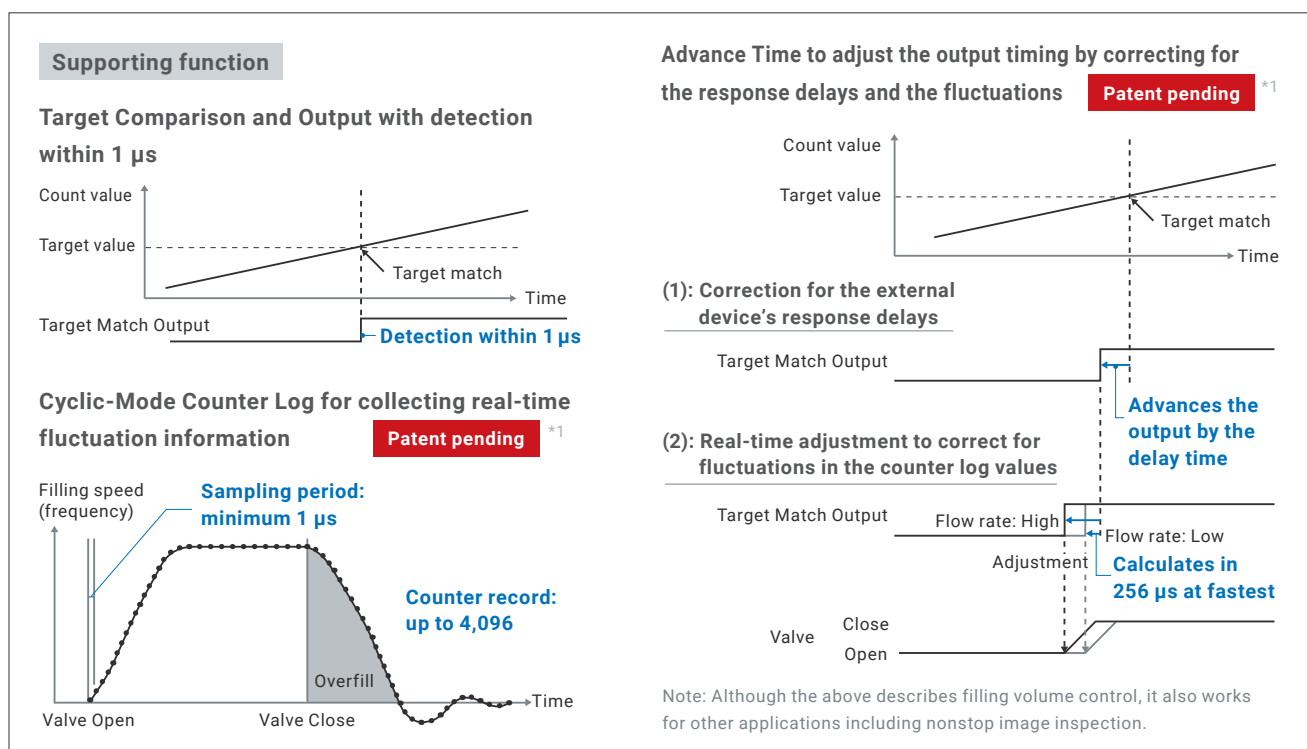 Supporting function
Target Comparison and Output with detection
within 1 µs
Count value
Target value
Target match
Time
Target Match Output
Detection within 1 µs
Cyclic-Mode Counter Log for collecting real-time
fluctuation information
Patent pending
*1
Filling speed
(frequency)
Sampling period:
minimum 1 µs
Counter record:
up to 4,096
Overfill
Time
Valve Open
Valve Close
Advance Time to adjust the output timing by correcting for
the response delays and the fluctuations
Patent pending
*1
Count value
Target value
Target match
Time
(1): Correction for the external
device's response delays
Target Match Output
Advances the
output by the
delay time
(2): Real-time adjustment to correct for
fluctuations in the counter log values
Target Match Output
Flow rate: High
Flow rate: Low
Adjustment
Calculates in
256 µs at fastest
Valve
Close
Open
Note: Although the above describes filling volume control, it also works
for other applications including nonstop image inspection.